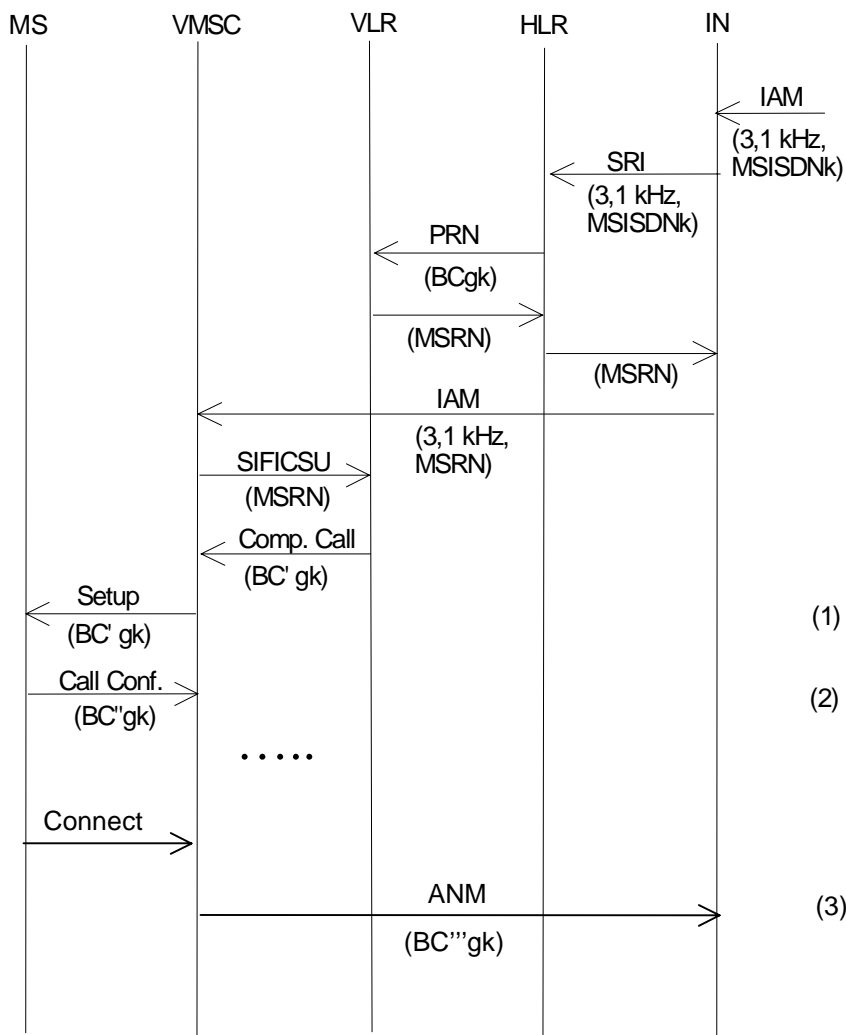 MS VMSC VLR HLR IN
IAM
(3,1 kHz,
MSISDNk)
SRI
(3,1 kHz,
MSISDNk)
PRN
(BCgk)
(MSRN)
(MSRN)
IAM
(3,1 kHz,
MSRN)
SIFICSU
(MSRN)
Comp. Call
(BC' gk)
Setup
(BC' gk)
(1)
Call Conf.
(BC"gk)
(2)
.....
Connect
ANM
(BC’’’gk)
(3)